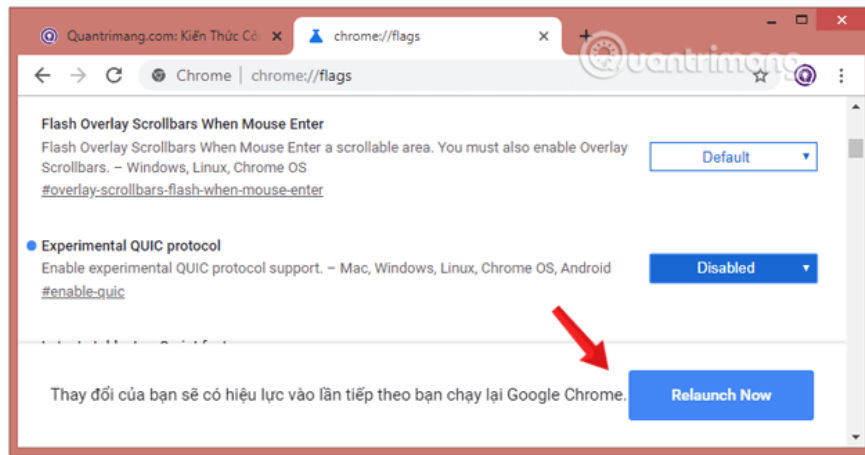 Quantrimang.com: Kiến Thức Cô
chrome://flags
Quantrimang
Chrome | chrome://flags
Flash Overlay Scrollbars When Mouse Enter
Flash Overlay Scrollbars When Mouse Enter a scrollable area. You must also enable Overlay
Scrollbars. – Windows, Linux, Chrome OS
#overlay-scrollbars-flash-when-mouse-enter
Default
Experimental QUIC protocol
Enable experimental QUIC protocol support. – Mac, Windows, Linux, Chrome OS, Android
#enable-quic
Disabled
Thay đổi của bạn sẽ có hiệu lực vào lần tiếp theo bạn chạy lại Google Chrome.
Relaunch Now